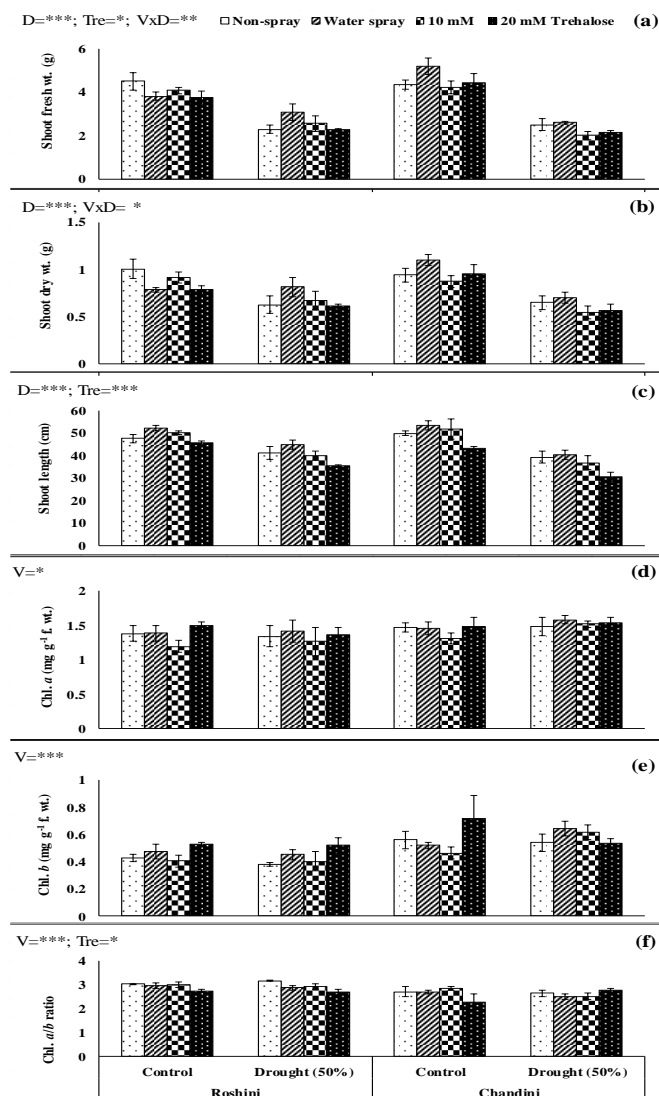 D=***; Tre=*; VxD=** Non-spray Water spray 10 mM 20 mM Trehalose (a)
Shoot fresh wt. (g)
6
4
2
0
D=***; VxD= * (b)
Shoot dry wt. (g)
1.5
1
0.5
0
D=***; Tre=*** (c)
Shoot length (cm)
60
50
40
30
20
10
0
V=* (d)
Chl. a (mg g-1 f. wt.)
2
1.5
1
0.5
0
V=*** (e)
Chl. b (mg g-1 f. wt.)
1
0.8
0.6
0.4
0.2
0
V=***; Tre=* (f)
Chl. a/b ratio
4
3
2
1
0
Control Drought (50%) Control Drought (50%)
Roshini Chandini